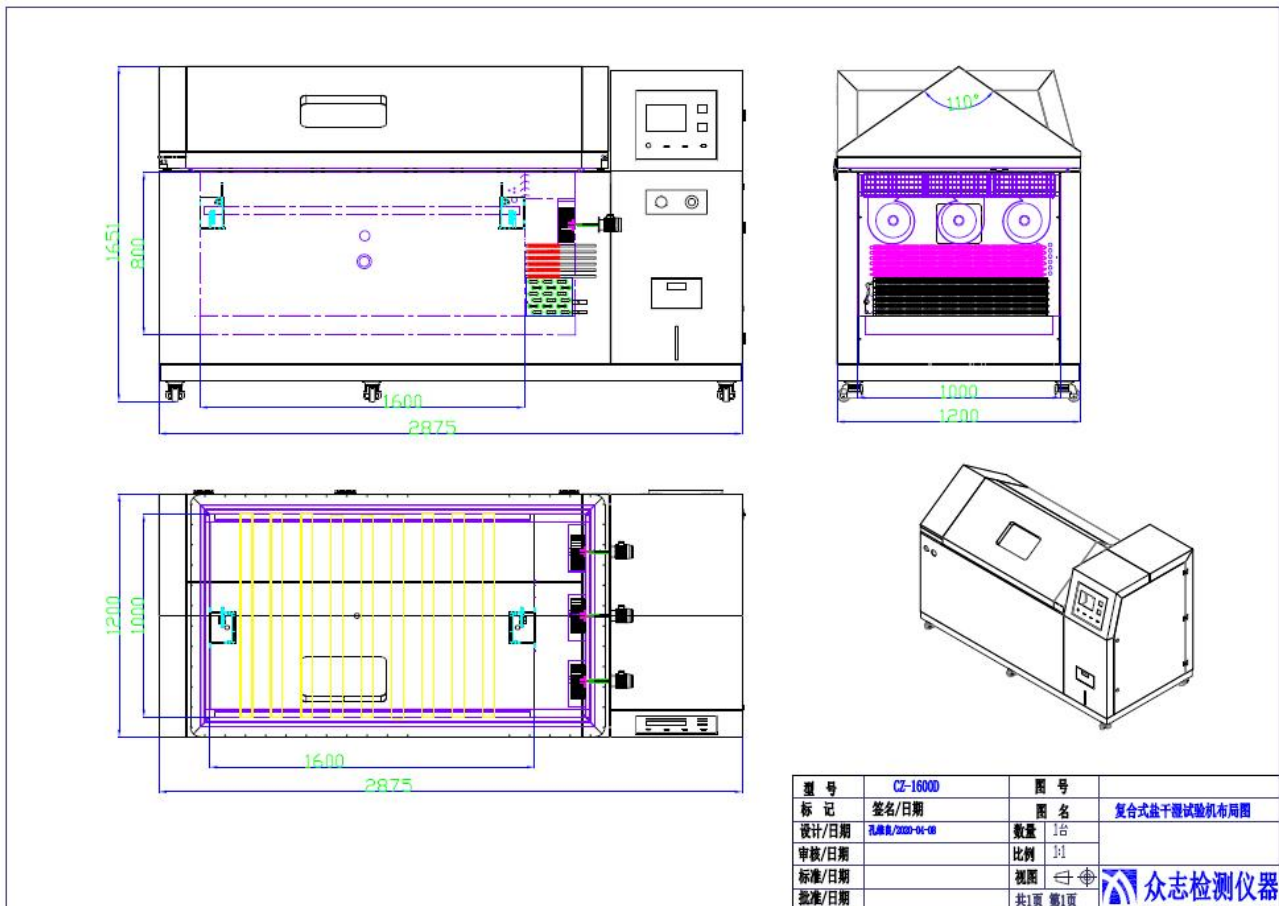 110°
1651
800
1600
2875
1000
1200
1200
1000
1600
2875
型 号 CZ-1600D 图 号
标 记 签名/日期 图 名 复合式盐干湿试验机布局图
设计/日期 /2020-04-08 数量 1台
审核/日期 比例 1:1
标准/日期 视图
批准/日期 共1页 第1页
众志检测仪器